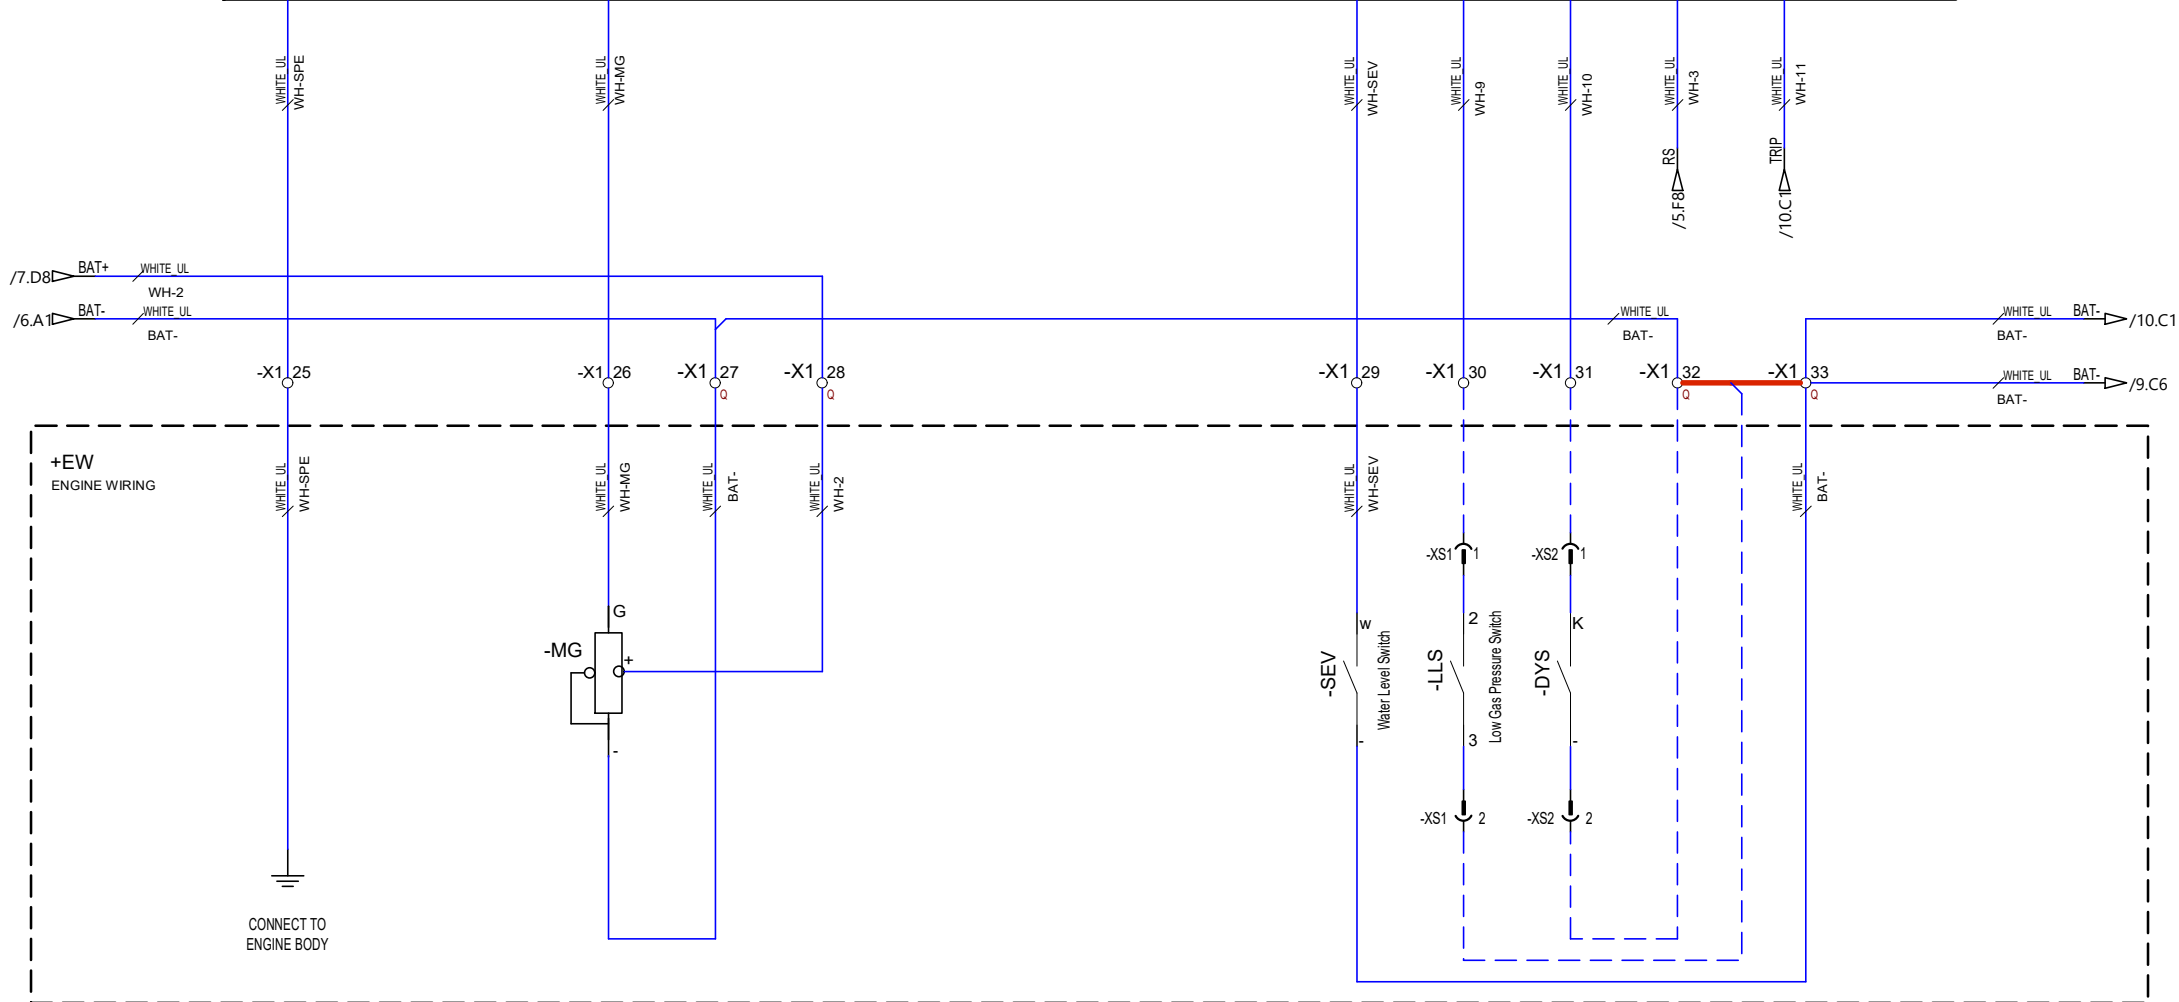 WHITE_UL
WH-SPE
WHITE_UL
WH-MG
WHITE_UL
WH-SEV
WHITE_UL
WH-9
WHITE_UL
WH-10
WHITE_UL
WH-3
WHITE_UL
WH-11
RS
/5.F8
TRIP
/10.C1
/7.D8
BAT+
WHITE_UL
WH-2
/6.A1
BAT-
WHITE_UL
BAT-
WHITE_UL
BAT-
WHITE_UL
BAT-
BAT-
/10.C1
-X1 25
-X1 26
-X1 27
Q
-X1 28
Q
-X1 29
-X1 30
-X1 31
-X1 32
Q
-X1 33
Q
WHITE_UL
BAT-
BAT-
/9.C6
+EW
ENGINE WIRING
WHITE_UL
WH-SPE
WHITE_UL
WH-MG
WHITE_UL
BAT-
WHITE_UL
WH-2
WHITE_UL
WH-SEV
WHITE_UL
BAT-
-XS1 1
-XS2 1
G
-MG
+
-
w
-SEV
Water Level Switch
-
2
-LLS
Low Gas Pressure Switch
3
K
-DYS
-
-XS1 2
-XS2 2
CONNECT TO
ENGINE BODY